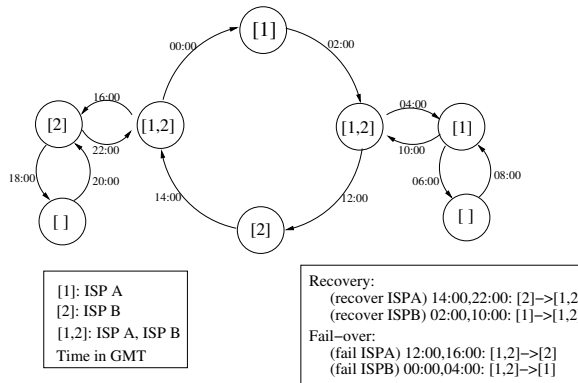 [1]
00:00
02:00
16:00
04:00
[2]
[1,2]
[1,2]
[1]
22:00
10:00
18:00
20:00
06:00
08:00
14:00
12:00
[ ]
[2]
[ ]
[1]: ISP A
[2]: ISP B
[1,2]: ISP A, ISP B
Time in GMT
Recovery:
(recover ISPA) 14:00,22:00: [2]−>[1,2
(recover ISPB) 02:00,10:00: [1]−>[1,2
Fail−over:
(fail ISPA) 12:00,16:00: [1,2]−>[2]
(fail ISPB) 00:00,04:00: [1,2]−>[1]